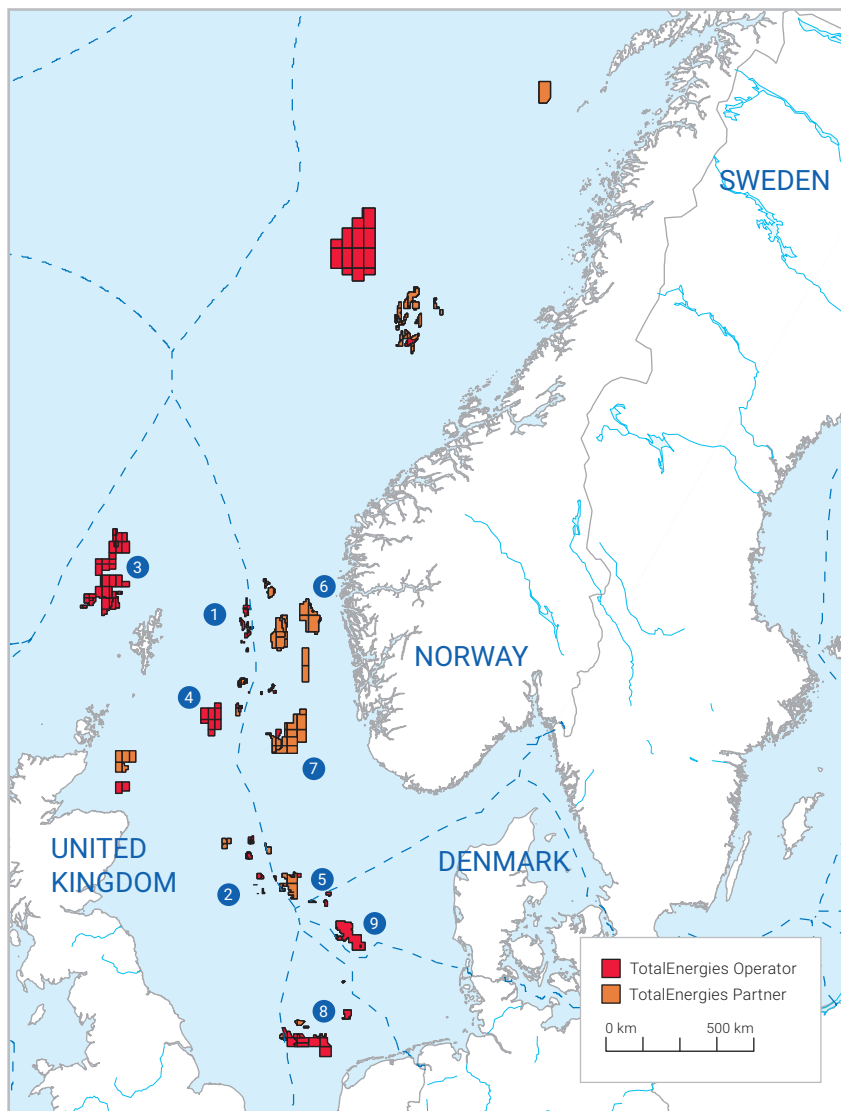 SWEDEN
3
6
1
NORWAY
4
7
UNITED
KINGDOM
DENMARK
5
2
9
8
TotalEnergies Operator
TotalEnergies Partner
0 km 500 km